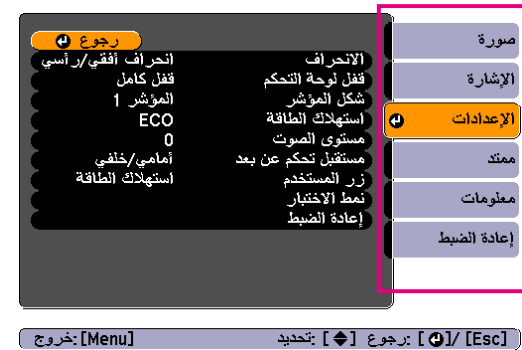 صورة
الإشارة
الإعدادات
ممتد
معلومات
إعادة الضبط
رجوع
الانحراف انحراف أفقي/رأسي
قفل لوحة التحكم قفل كامل
شكل المؤشر المؤشر 1
استهلاك الطاقة ECO
مستوى الصوت 0
مستقبل تحكم عن بعد أمامي/خلفي
زر المستخدم استهلاك الطاقة
نمط الاختبار
إعادة الضبط
[Esc] /[ ] :رجوع [ ] :تحديد [Menu] :خروج